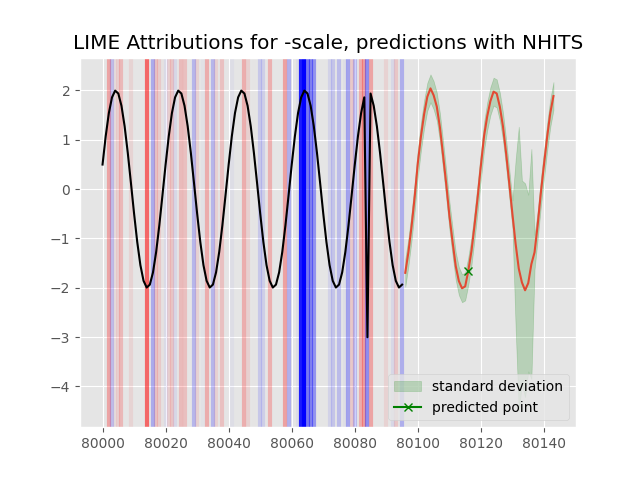 LIME Attributions for -scale, predictions with NHITS
2
1
0
−1
−2
−3
−4
standard deviation
predicted point
80000 80020 80040 80060 80080 80100 80120 80140